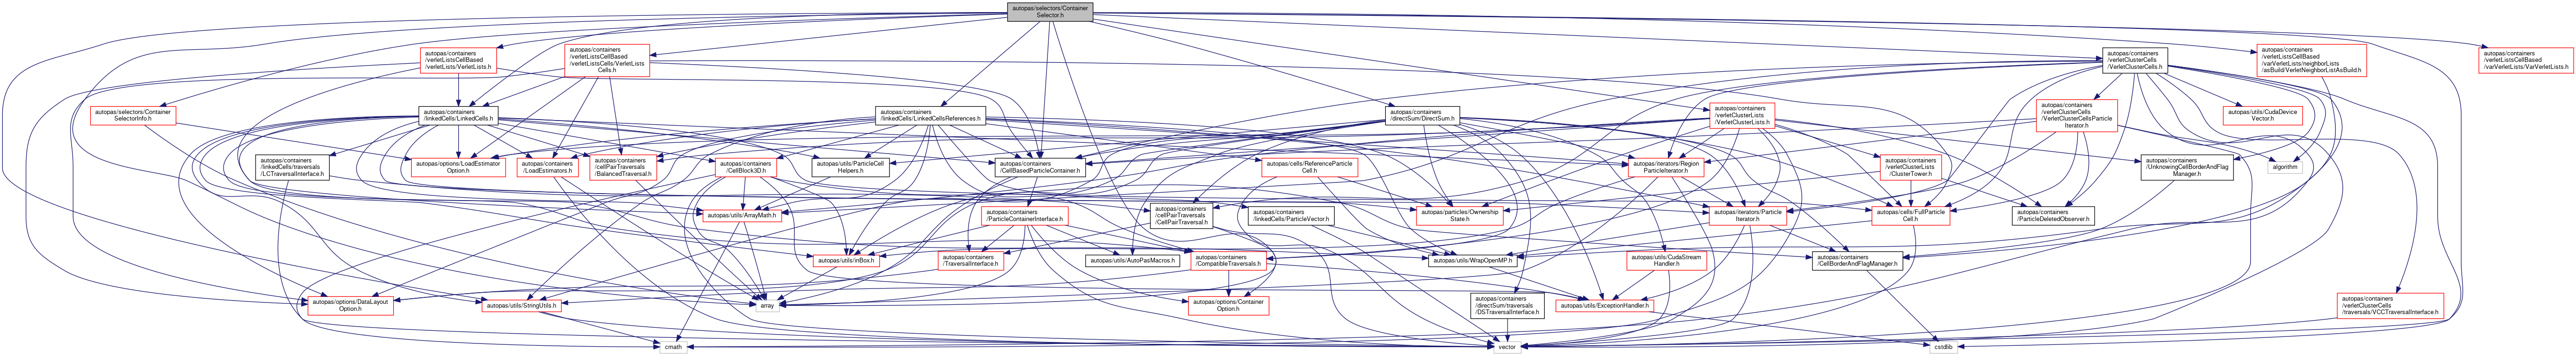 autopas/selectors/Container
Selector.h
autopas/containers
/verletListsCellBased
/verletLists/VerletLists.h
autopas/containers
/verletListsCellBased
/verletListsCells/VerletLists
Cells.h
autopas/containers
/verletClusterCells
/VerletClusterCells.h
autopas/containers
/verletListsCellBased
/varVerletLists/neighborLists
/asBuild/VerletNeighborListAsBuild.h
autopas/containers
/verletListsCellBased
/varVerletLists/VarVerletLists.h
autopas/selectors/Container
SelectorInfo.h
autopas/containers
/linkedCells/LinkedCells.h
autopas/containers
/linkedCells/LinkedCellsReferences.h
autopas/containers
/directSum/DirectSum.h
autopas/containers
/verletClusterLists
/VerletClusterLists.h
autopas/containers
/verletClusterCells
/VerletClusterCellsParticle
Iterator.h
autopas/utils/CudaDevice
Vector.h
autopas/containers
/linkedCells/traversals
/LCTraversalInterface.h
autopas/options/LoadEstimator
Option.h
autopas/containers
/LoadEstimators.h
autopas/containers
/cellPairTraversals
/BalancedTraversal.h
autopas/containers
/CellBlock3D.h
autopas/utils/ParticleCell
Helpers.h
autopas/containers
/CellBasedParticleContainer.h
autopas/cells/ReferenceParticle
Cell.h
autopas/iterators/Region
ParticleIterator.h
autopas/containers
/verletClusterLists
/ClusterTower.h
autopas/containers
/UnknowingCellBorderAndFlag
Manager.h
algorithm
autopas/utils/ArrayMath.h
autopas/containers
/ParticleContainerInterface.h
autopas/containers
/cellPairTraversals
/CellPairTraversal.h
autopas/containers
/linkedCells/ParticleVector.h
autopas/particles/Ownership
State.h
autopas/iterators/Particle
Iterator.h
autopas/cells/FullParticle
Cell.h
autopas/containers
/ParticleDeletedObserver.h
autopas/utils/inBox.h
autopas/containers
/TraversalInterface.h
autopas/utils/AutoPasMacros.h
autopas/containers
/CompatibleTraversals.h
autopas/utils/WrapOpenMP.h
autopas/utils/CudaStream
Handler.h
autopas/containers
/CellBorderAndFlagManager.h
autopas/options/DataLayout
Option.h
autopas/utils/StringUtils.h
array
autopas/options/Container
Option.h
autopas/containers
/directSum/traversals
/DSTraversalInterface.h
autopas/utils/ExceptionHandler.h
autopas/containers
/verletClusterCells
/traversals/VCCTraversalInterface.h
cmath
vector
cstdlib